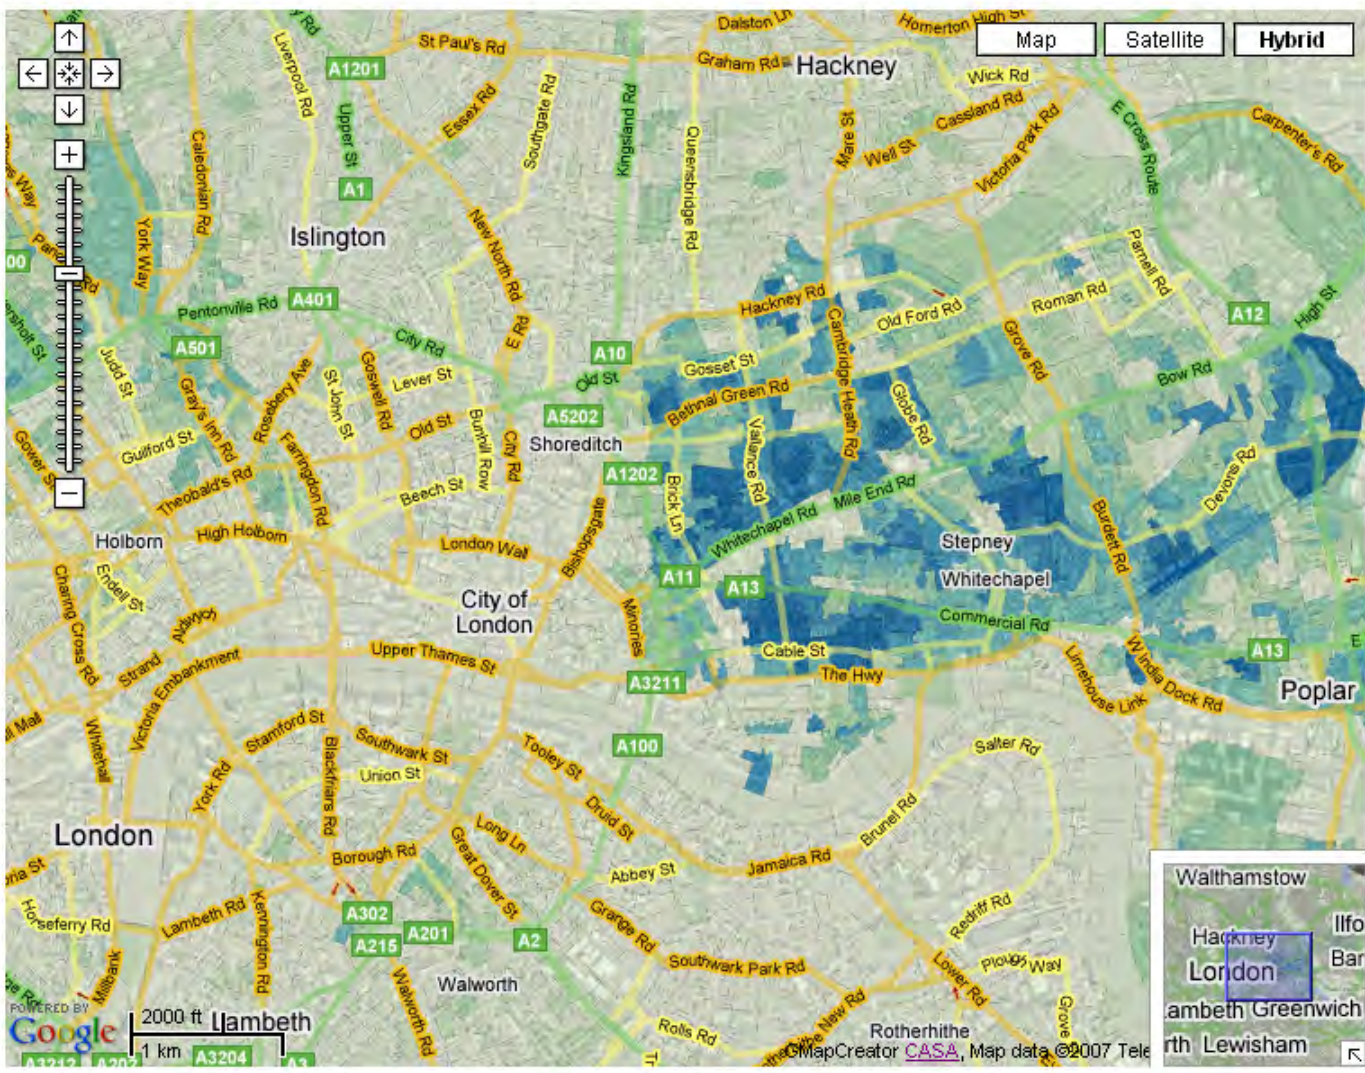 Dalston Ln
Homerton High St
Map
Satellite
Hybrid
St Paul's Rd
Graham Rd
Hackney
Wick Rd
A1201
Liverpool Rd
Upper St
Essex Rd
Southgate Rd
Kingsland Rd
Queensbridge Rd
Mare St
Well St
Cassland Rd
Victoria Park Rd
E Cross Route
Carpenter's Rd
Caledonian Rd
A1
Islington
New North Rd
York Way
Parnell Rd
Pentonville Rd
A401
City Rd
E Rd
Hackney Rd
Old Ford Rd
Roman Rd
A12
High St
A501
A10
Judd St
Gray's Inn Rd
Rosebery Ave
St John St
Goswell Rd
Lever St
Old St
Gosset St
Bethnal Green Rd
Cambridge Heath Rd
Globe Rd
Grove Rd
Bow Rd
A5202
Guilford St
Old St
Bunhill Row
City Rd
Shoreditch
Vallance Rd
Gower St
Theobald's Rd
Farringdon Rd
Beech St
A1202
Brick Ln
Mile End Rd
Devons Rd
Holborn
High Holborn
London Wall
Bishopsgate
Whitechapel Rd
Stepney
Burdett Rd
Endell St
A11
A13
Whitechapel
Charing Cross Rd
Aldwych
City of
London
Minories
Commercial Rd
Strand
Victoria Embankment
Upper Thames St
Cable St
A13
A3211
The Hwy
Limehouse Link
W India Dock Rd
Poplar
Whitehall
Stamford St
Blackfriars Rd
Southwark St
Tooley St
A100
Salter Rd
York Rd
Union St
Druid St
Brunel Rd
London
Borough Rd
Great Dover St
Long Ln
Abbey St
Jamaica Rd
Horseferry Rd
Lambeth Rd
Kennington Rd
A302
A215
A201
A2
Grange Rd
Redriff Rd
Southwark Park Rd
Lower Rd
Plough Way
Millbank
Walworth
Walworth Rd
Grove
Rolls Rd
Rotherhithe
POWERED BY
Google
2000 ft
1 km
Lambeth
A3212
A202
A3204
A3
GMapCreator CASA, Map data ©2007 Tele
Walthamstow
Hackney
Ilfo
London
Bar
ambeth Greenwich
rth Lewisham